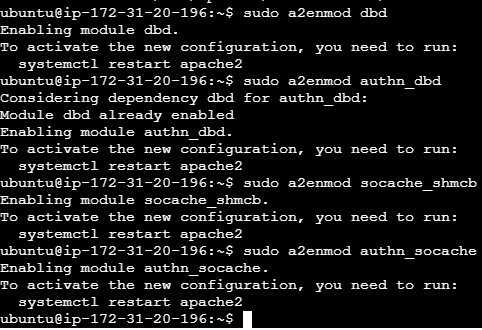 ubuntu@ip-172-31-20-196:~$ sudo a2enmod dbd
Enabling module dbd.
To activate the new configuration, you need to run:
  systemctl restart apache2
ubuntu@ip-172-31-20-196:~$ sudo a2enmod authn_dbd
Considering dependency dbd for authn_dbd:
Module dbd already enabled
Enabling module authn_dbd.
To activate the new configuration, you need to run:
  systemctl restart apache2
ubuntu@ip-172-31-20-196:~$ sudo a2enmod socache_shmcb
Enabling module socache_shmcb.
To activate the new configuration, you need to run:
  systemctl restart apache2
ubuntu@ip-172-31-20-196:~$ sudo a2enmod authn_socache
Enabling module authn_socache.
To activate the new configuration, you need to run:
  systemctl restart apache2
ubuntu@ip-172-31-20-196:~$